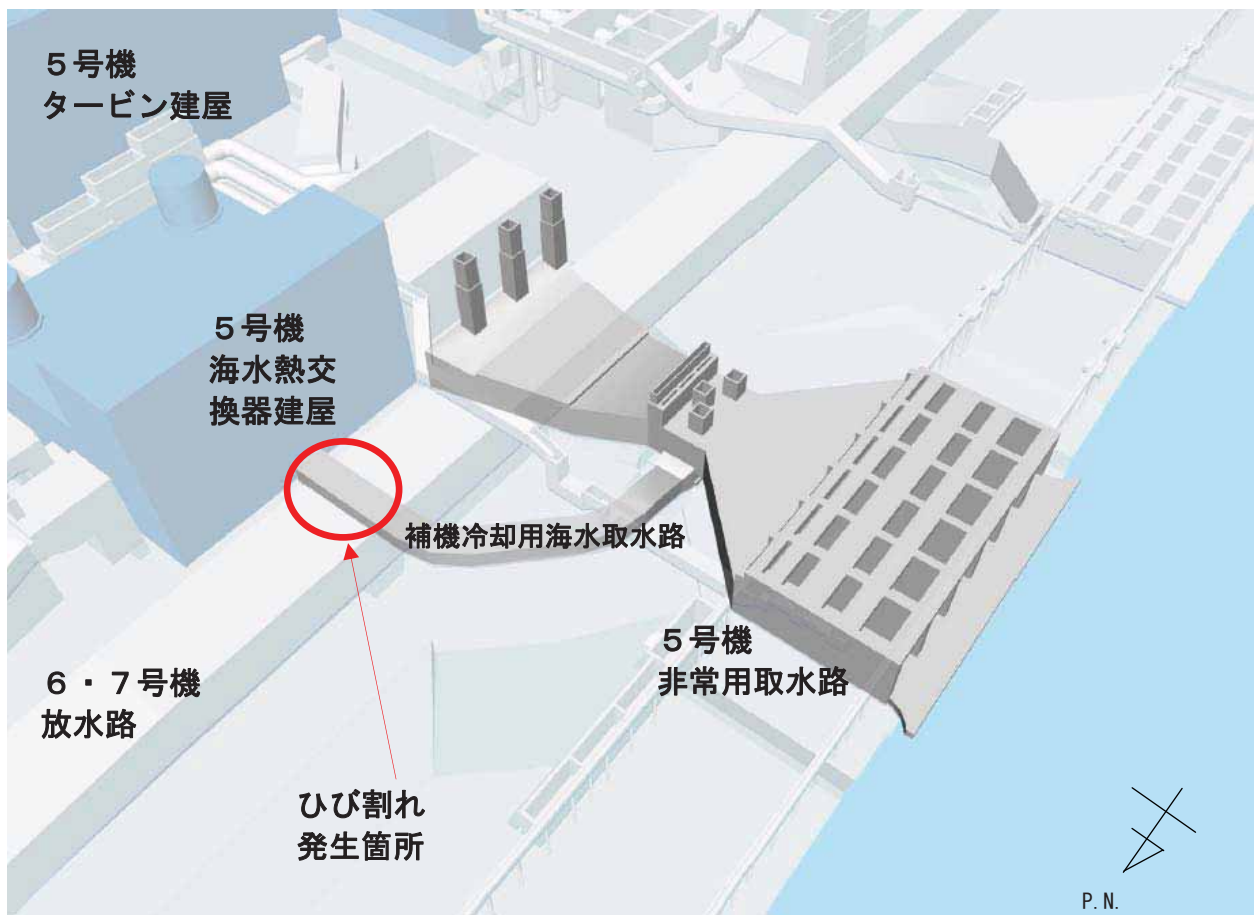 ５号機
タービン建屋
５号機
海水熱交
換器建屋
補機冷却用海水取水路
５号機
非常用取水路
６・７号機
放水路
ひび割れ
発生箇所
P.N.